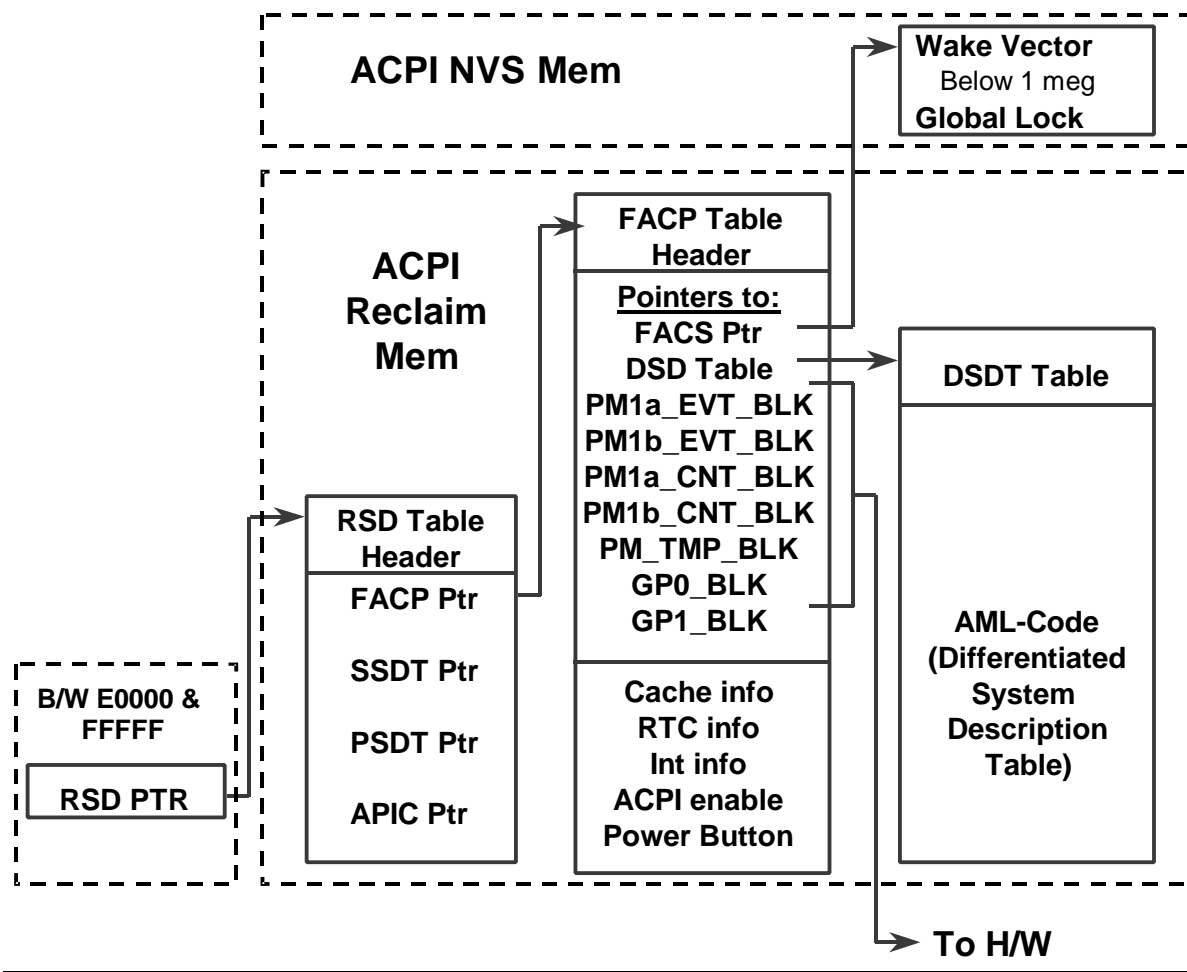 ACPI NVS Mem
Wake Vector
Below 1 meg
Global Lock
ACPI
Reclaim
Mem
FACP Table
Header
Pointers to:
FACS Ptr
DSD Table
PM1a_EVT_BLK
PM1b_EVT_BLK
PM1a_CNT_BLK
PM1b_CNT_BLK
PM_TMP_BLK
GP0_BLK
GP1_BLK
Cache info
RTC info
Int info
ACPI enable
Power Button
DSDT Table
AML-Code
(Differentiated
System
Description
Table)
RSD Table
Header
FACP Ptr
SSDT Ptr
PSDT Ptr
APIC Ptr
B/W E0000 &
FFFFF
RSD PTR
To H/W